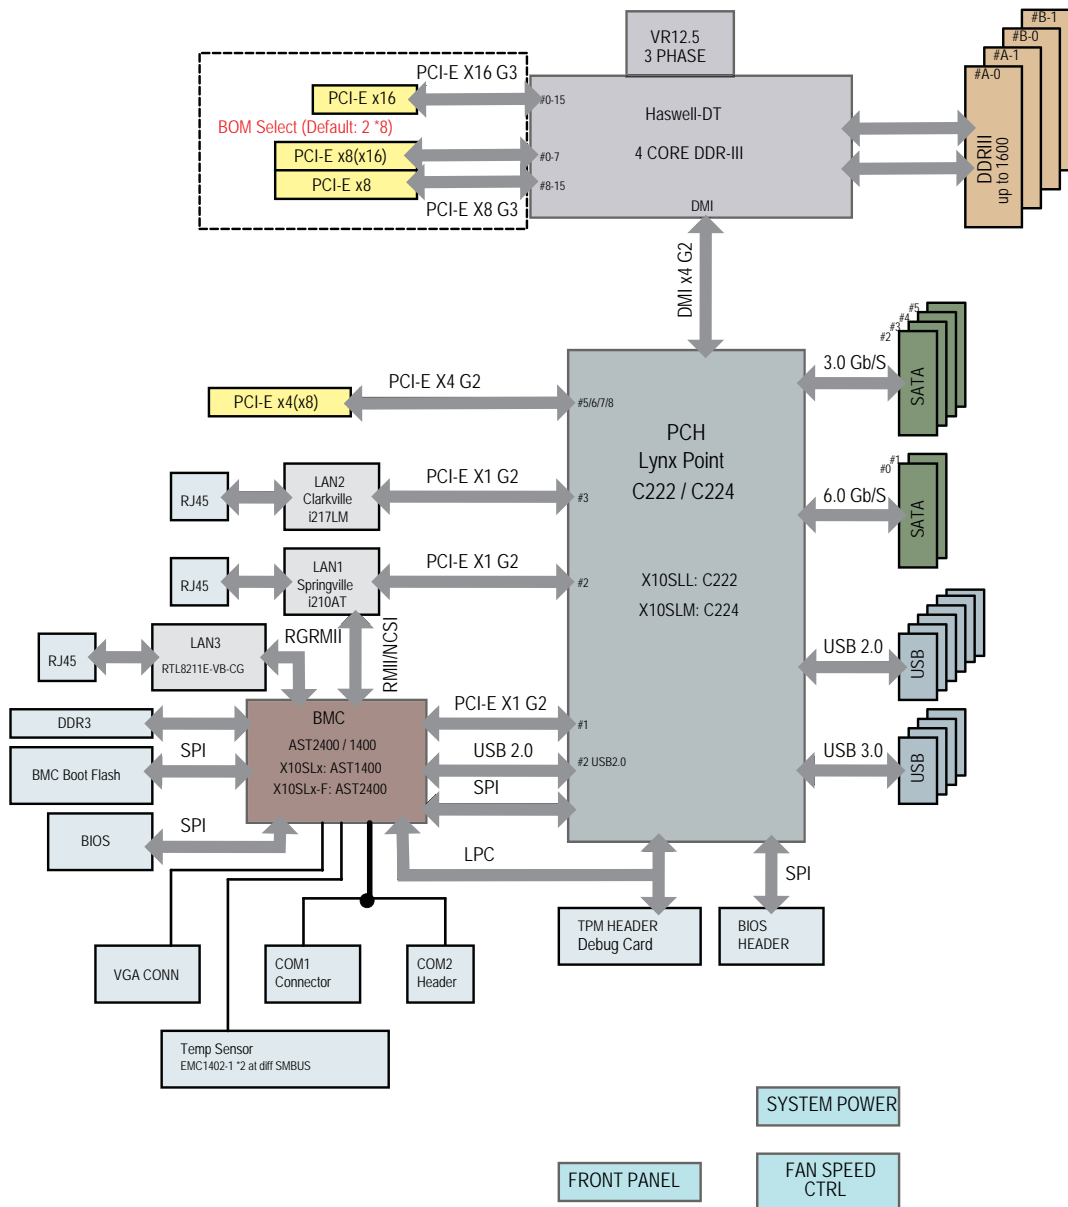 VR12.5
3 PHASE
#B-1
#B-0
#A-1
#A-0
PCI-E X16 G3
PCI-E x16
#0-15
Haswell-DT
BOM Select (Default: 2 *8)
PCI-E x8(x16)
#0-7
4 CORE DDR-III
PCI-E x8
#8-15
PCI-E X8 G3
DMI
DDRIII
up to 1600
DMI x4 G2
#5
#4
#3
#2
3.0 Gb/S
SATA
PCI-E X4 G2
PCI-E x4(x8)
#5/6/7/8
PCH
Lynx Point
C222 / C224
#1
#0
6.0 Gb/S
SATA
LAN2
Clarkville
i217LM
RJ45
PCI-E X1 G2
#3
LAN1
Springville
i210AT
RJ45
PCI-E X1 G2
#2
X10SLL: C222
X10SLM: C224
RGRMII
RMII/NCSI
LAN3
RTL8211E-VB-CG
RJ45
USB 2.0
USB
DDR3
BMC
AST2400 / 1400
X10SLx: AST1400
X10SLx-F: AST2400
PCI-E X1 G2
#1
SPI
BMC Boot Flash
USB 2.0
#2 USB2.0
USB 3.0
USB
SPI
SPI
BIOS
LPC
SPI
TPM HEADER
Debug Card
BIOS
HEADER
VGA CONN
COM1
Connector
COM2
Header
Temp Sensor
EMC1402-1 *2 at diff SMBUS
SYSTEM POWER
FRONT PANEL
FAN SPEED
CTRL